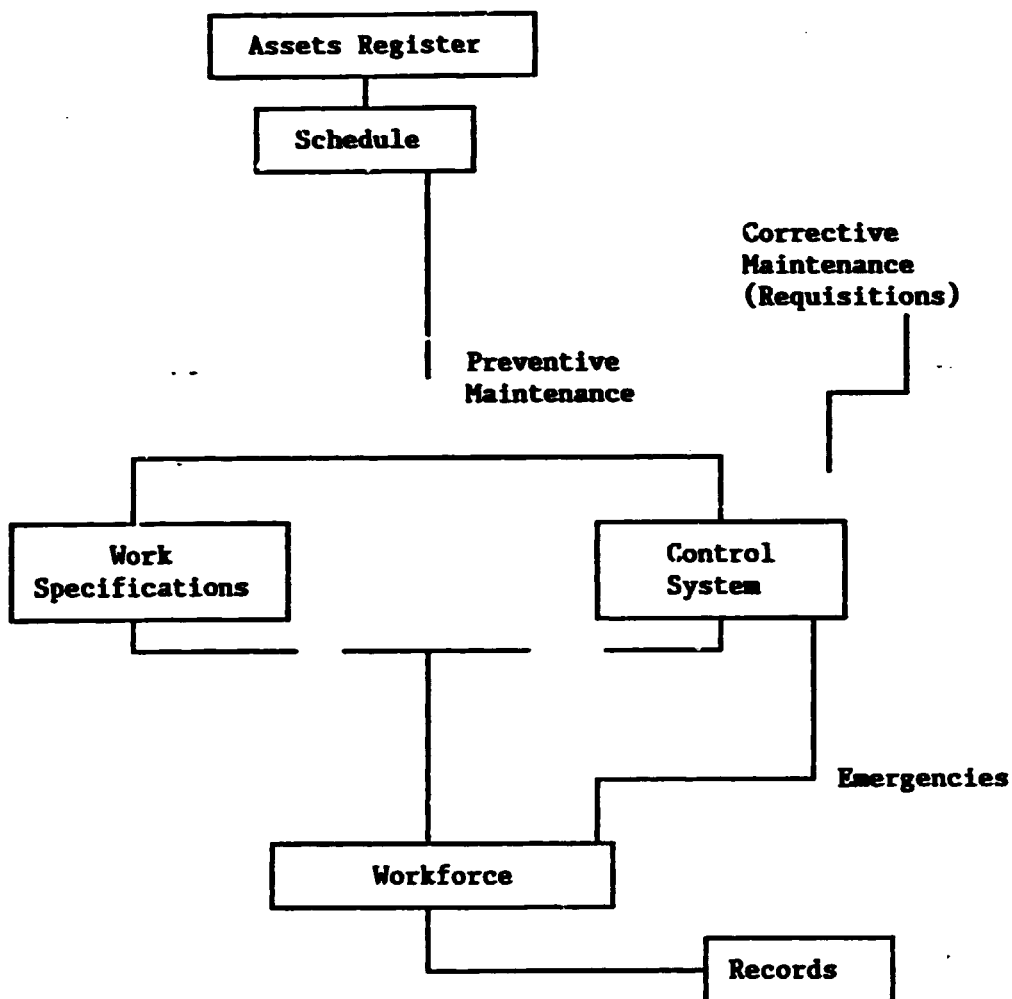 Assets Register
Schedule
Corrective
Maintenance
(Requisitions)
Preventive
Maintenance
Work
Specifications
Control
System
Emergencies
Workforce
Records